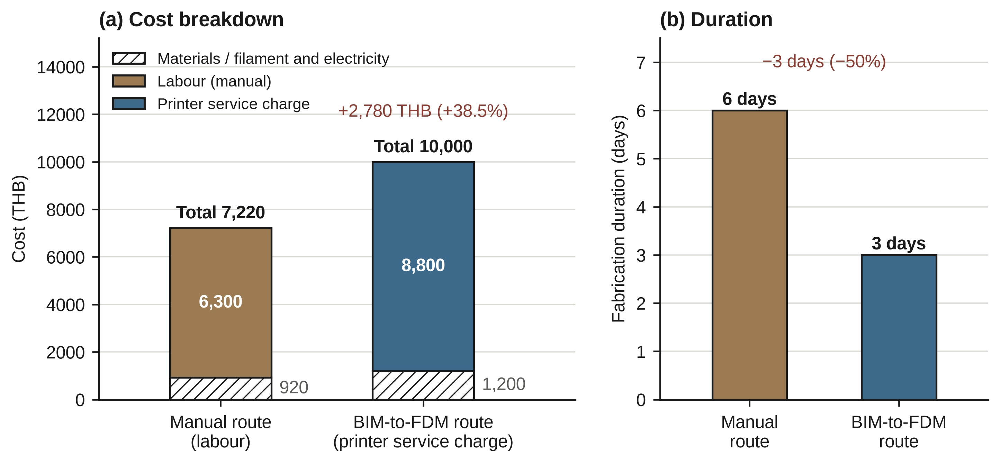 (a) Cost breakdown
Cost (THB)
14000
12000
10000
8000
6000
4000
2000
0
Materials / filament and electricity
Labour (manual)
Printer service charge
+2,780 THB (+38.5%)
Total 7,220
6,300
920
Total 10,000
8,800
1,200
Manual route
(labour)
BIM-to-FDM route
(printer service charge)
(b) Duration
Fabrication duration (days)
7
6
5
4
3
2
1
0
−3 days (−50%)
6 days
3 days
Manual
route
BIM-to-FDM
route